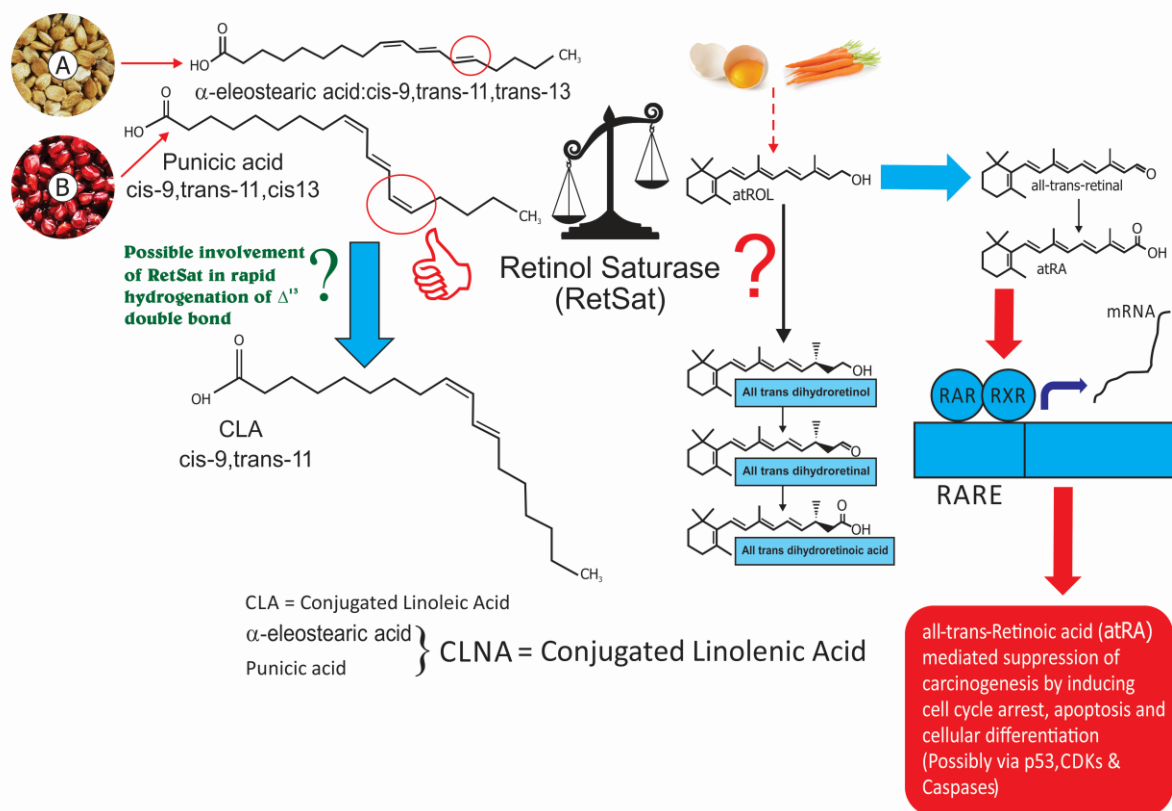 A
O
HO
CH₃
α-eleostearic acid:cis-9,trans-11,trans-13
B
O
HO
Punicic acid
cis-9,trans-11,cis13
CH₃
Possible involvement
of RetSat in rapid
hydrogenation of Δ¹³
double bond
?
Retinol Saturase
(RetSat)
O
OH
CLA
cis-9,trans-11
CH₃
CLA = Conjugated Linoleic Acid
α-eleostearic acid
Punicic acid
} CLNA = Conjugated Linolenic Acid
OH
atROL
?
OH
All trans dihydroretinol
O
All trans dihydroretinal
O
OH
All trans dihydroretinoic acid
O
all-trans-retinal
O
OH
atRA
mRNA
RAR
RXR
RARE
all-trans-Retinoic acid (atRA)
mediated suppression of
carcinogenesis by inducing
cell cycle arrest, apoptosis and
cellular differentiation
(Possibly via p53,CDKs &
Caspases)